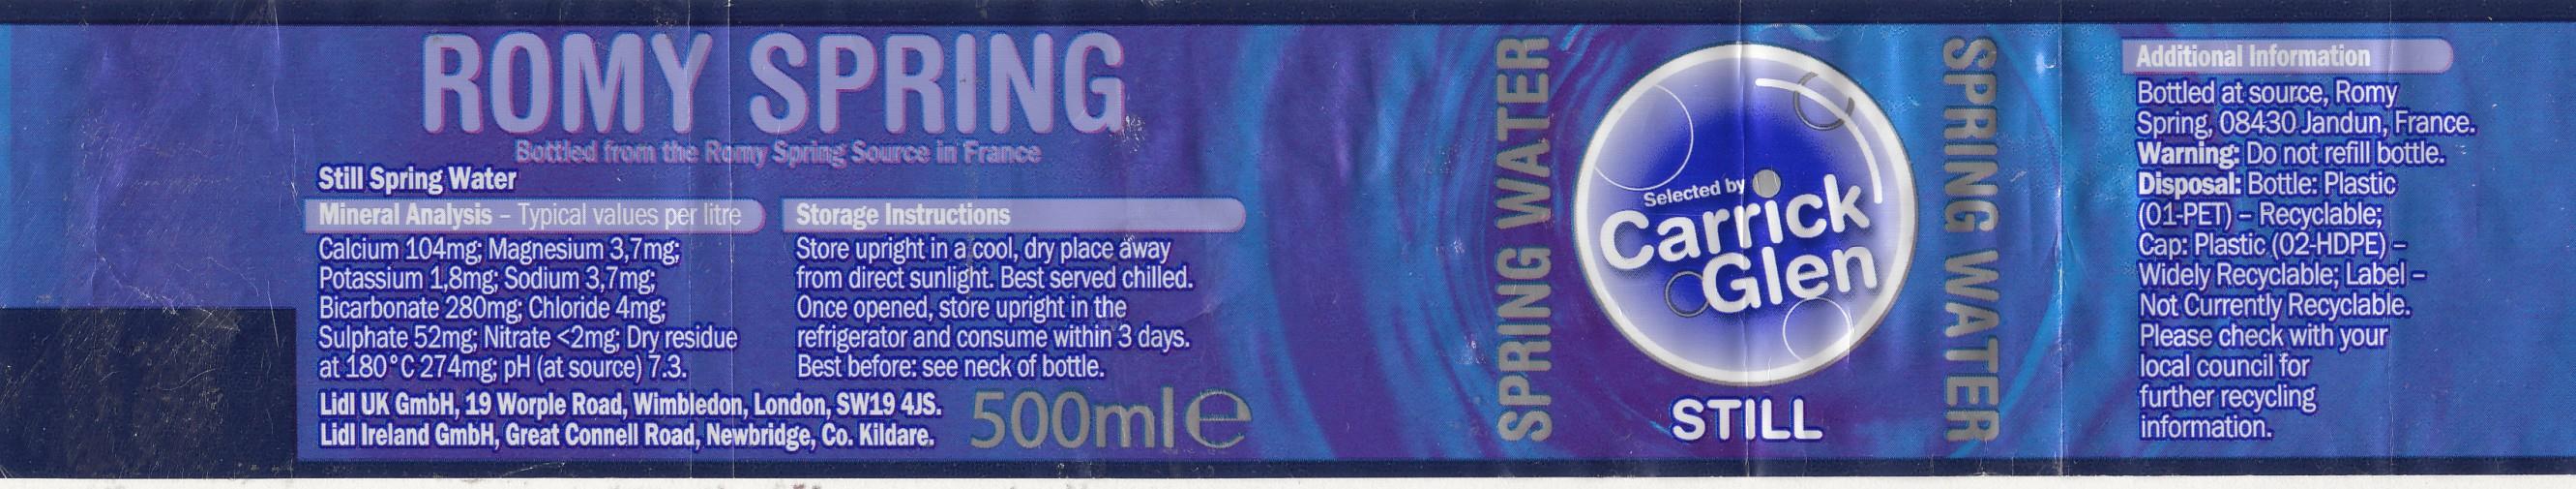 ROMY SPRING
Bottled from the Romy Spring Source in France
Still Spring Water
Mineral Analysis – Typical values per litre
Calcium 104mg; Magnesium 3,7mg;
Potassium 1,8mg; Sodium 3,7mg;
Bicarbonate 280mg; Chloride 4mg;
Sulphate 52mg; Nitrate <2mg; Dry residue
at 180°C 274mg; pH (at source) 7.3.
Storage Instructions
Store upright in a cool, dry place away
from direct sunlight. Best served chilled.
Once opened, store upright in the
refrigerator and consume within 3 days.
Best before: see neck of bottle.
Lidl UK GmbH, 19 Worple Road, Wimbledon, London, SW19 4JS.
Lidl Ireland GmbH, Great Connell Road, Newbridge, Co. Kildare.
500ml e
SPRING WATER
Selected by
Carrick
Glen
STILL
SPRING WATER
Additional Information
Bottled at source, Romy
Spring, 08430 Jandun, France.
Warning: Do not refill bottle.
Disposal: Bottle: Plastic
(01-PET) – Recyclable;
Cap: Plastic (02-HDPE) –
Widely Recyclable; Label –
Not Currently Recyclable.
Please check with your
local council for
further recycling
information.